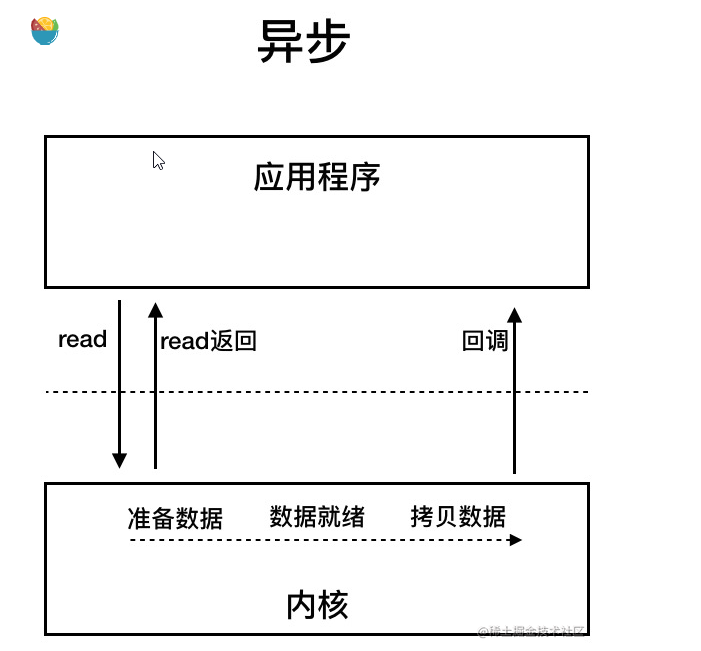 异步
应用程序
read
read返回
回调
准备数据
数据就绪
拷贝数据
内核
@稀土掘金技术社区